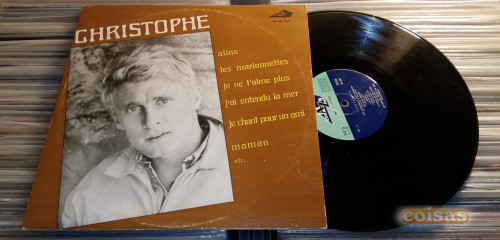 CHRISTOPHE
aline
les marionnettes
je ne t'aime plus
j'ai entendu la mer
je chant pour un ami
maman
etc..
coisas